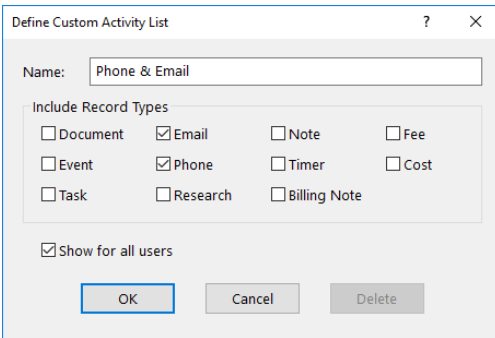 Define Custom Activity List ?
Name: Phone & Email
Include Record Types
Document Email Note Fee
Event Phone Timer Cost
Task Research Billing Note
Show for all users
OK Cancel Delete